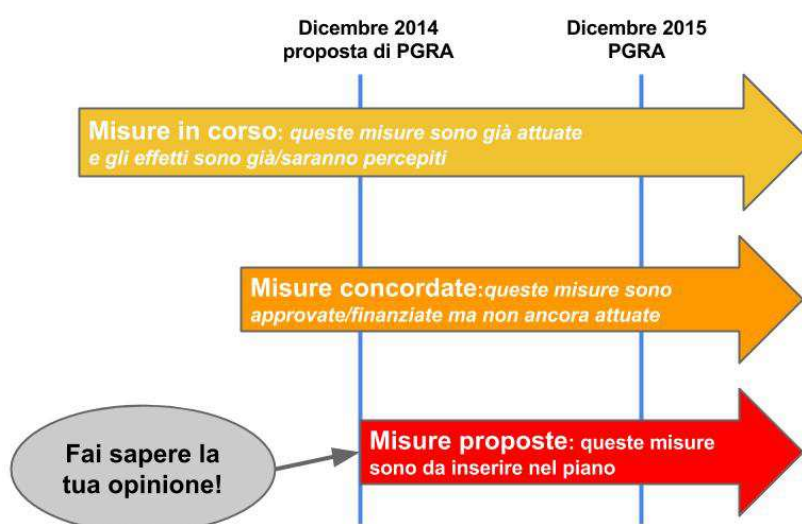 Dicembre 2014
proposta di PGRA
Dicembre 2015
PGRA
Misure in corso: queste misure sono già attuate
e gli effetti sono già/saranno percepiti
Misure concordate:queste misure sono
approvate/finanziate ma non ancora attuate
Misure proposte: queste misure
sono da inserire nel piano
Fai sapere la
tua opinione!